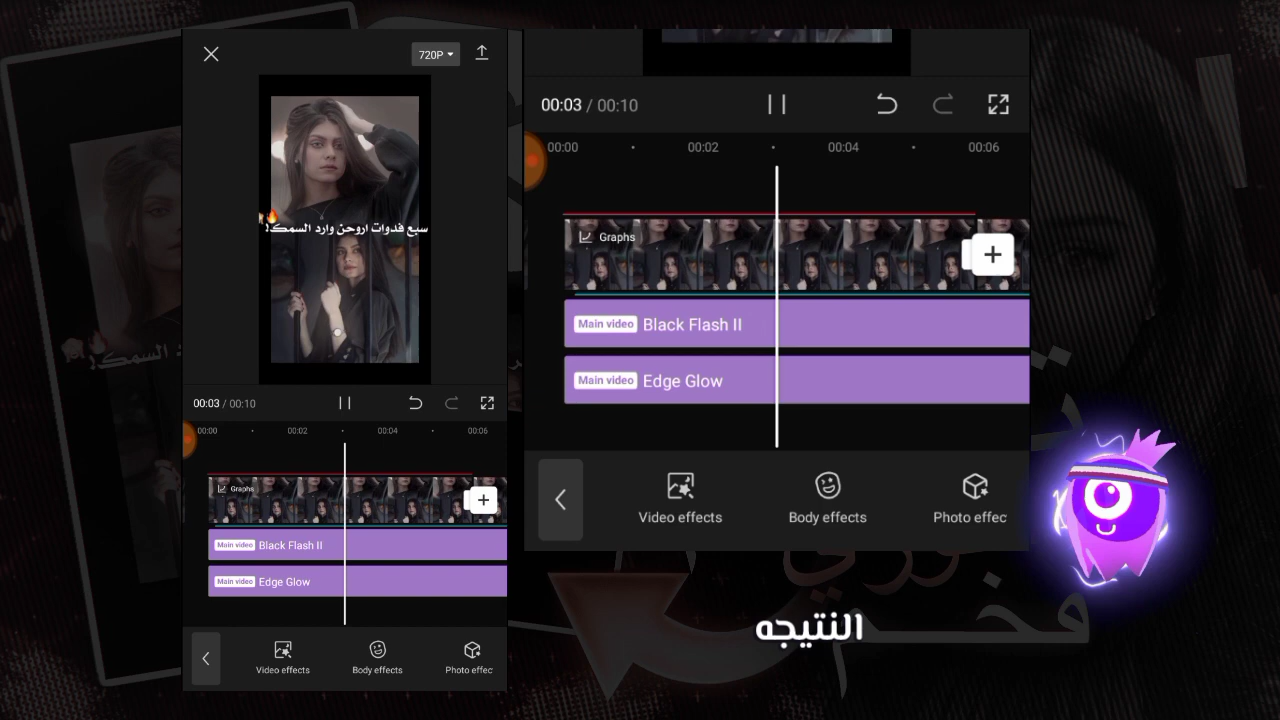 720P
سبع فدوات اروحن وارد السمك!
00:03 / 00:10
00:00
00:02
00:04
00:06
Graphs
Main video Black Flash II
Main video Edge Glow
Video effects
Body effects
Photo effec
00:03 / 00:10
00:00
00:02
00:04
00:06
Graphs
Main video Black Flash II
Main video Edge Glow
Video effects
Body effects
Photo effec
النتيجه
فخم